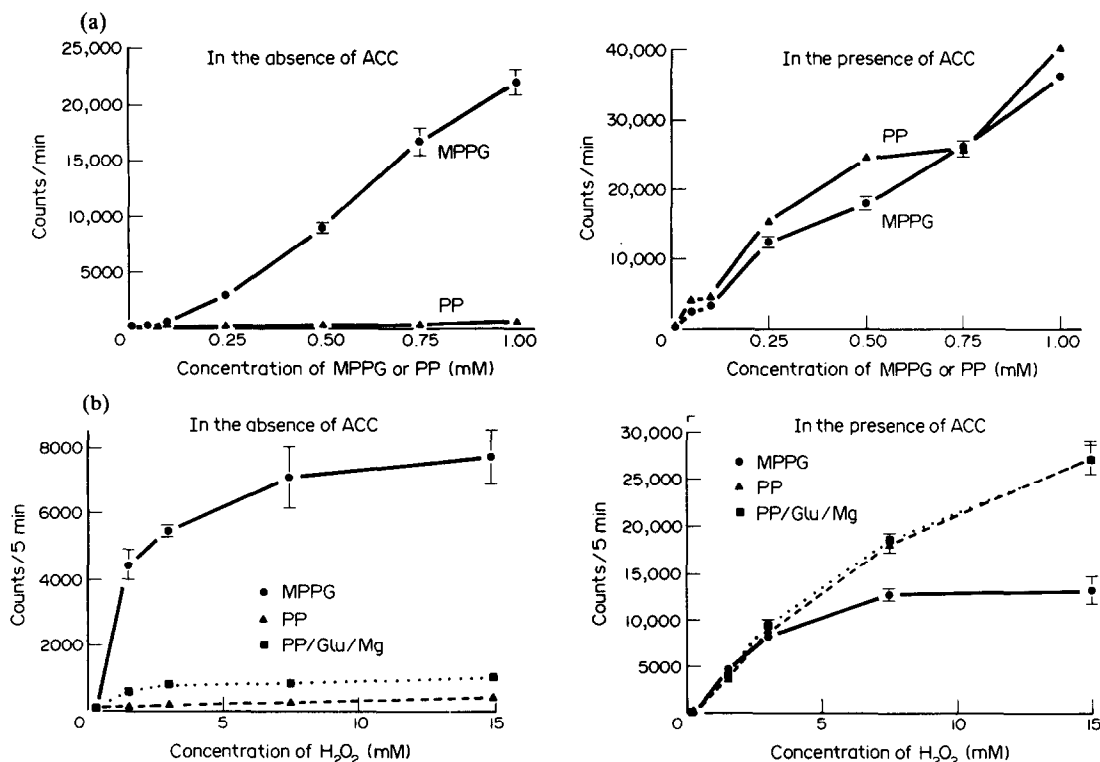 (a)
In the absence of ACC
25,000
20,000
15,000
10,000
5000
0
0.25
0.50
0.75
1.00
Counts/min
MPPG
PP
Concentration of MPPG or PP (mM)
In the presence of ACC
40,000
30,000
20,000
10,000
0
0.25
0.50
0.75
1.00
Counts/min
PP
MPPG
Concentration of MPPG or PP (mM)
(b)
In the absence of ACC
8000
6000
4000
2000
0
5
10
15
Counts/5 min
MPPG
PP
PP/Glu/Mg
Concentration of H₂O₂ (mM)
In the presence of ACC
30,000
25,000
20,000
15,000
10,000
5000
0
5
10
15
Counts/5 min
MPPG
PP
PP/Glu/Mg
Concentration of H₂O₂ (mM)